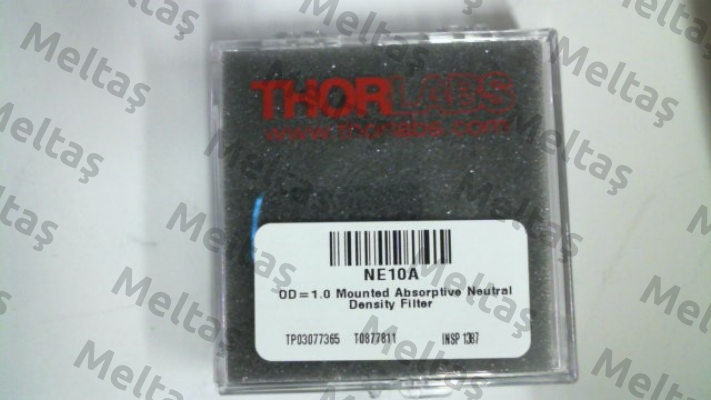 THORLABS
www.thorlabs.com
NE10A
OD=1.0 Mounted Absorptive Neutral
Density Filter
TP03077365 T0877811 INSP 1387
Meltaş